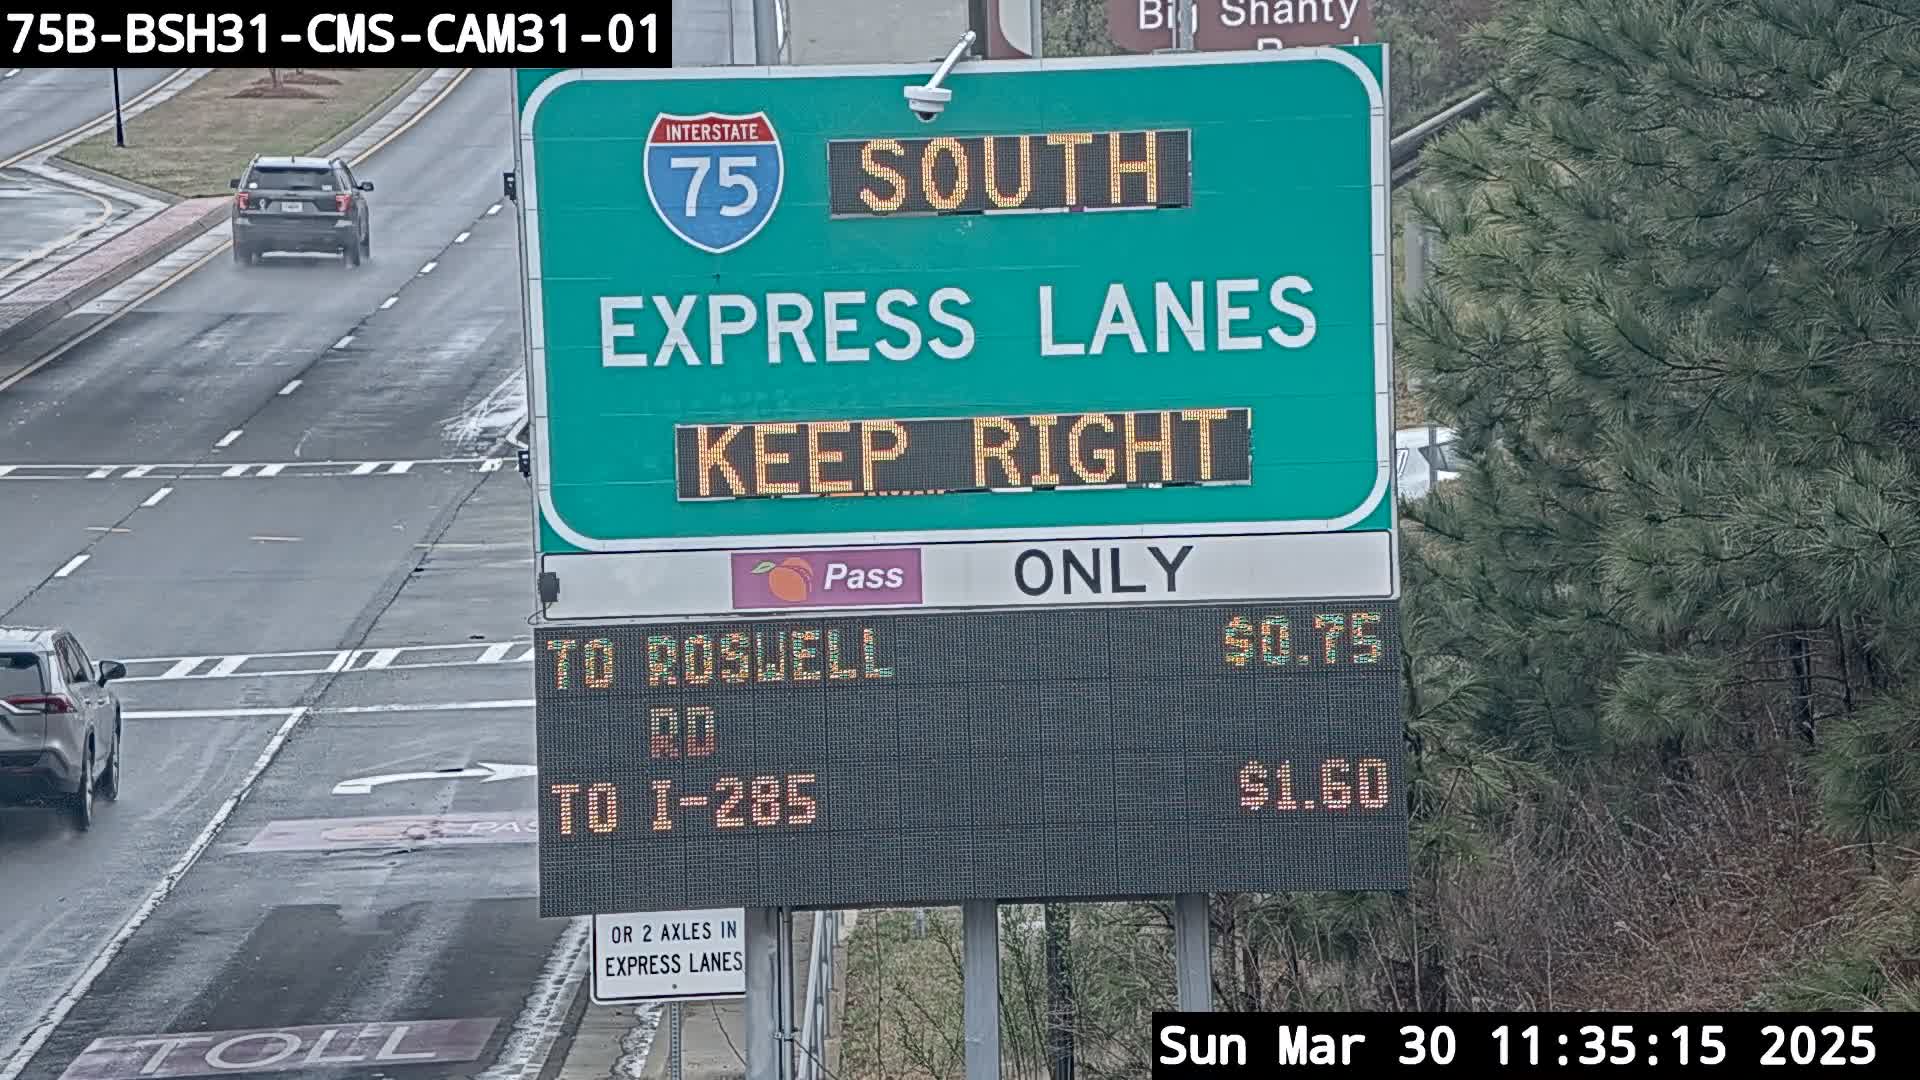 75B-BSH31-CMS-CAM31-01
Big Shanty
INTERSTATE
75
SOUTH
EXPRESS LANES
KEEP RIGHT
Pass ONLY
TO ROSWELL $0.75
RD
TO I-285 $1.60
OR 2 AXLES IN
EXPRESS LANES
TOLL
Sun Mar 30 11:35:15 2025